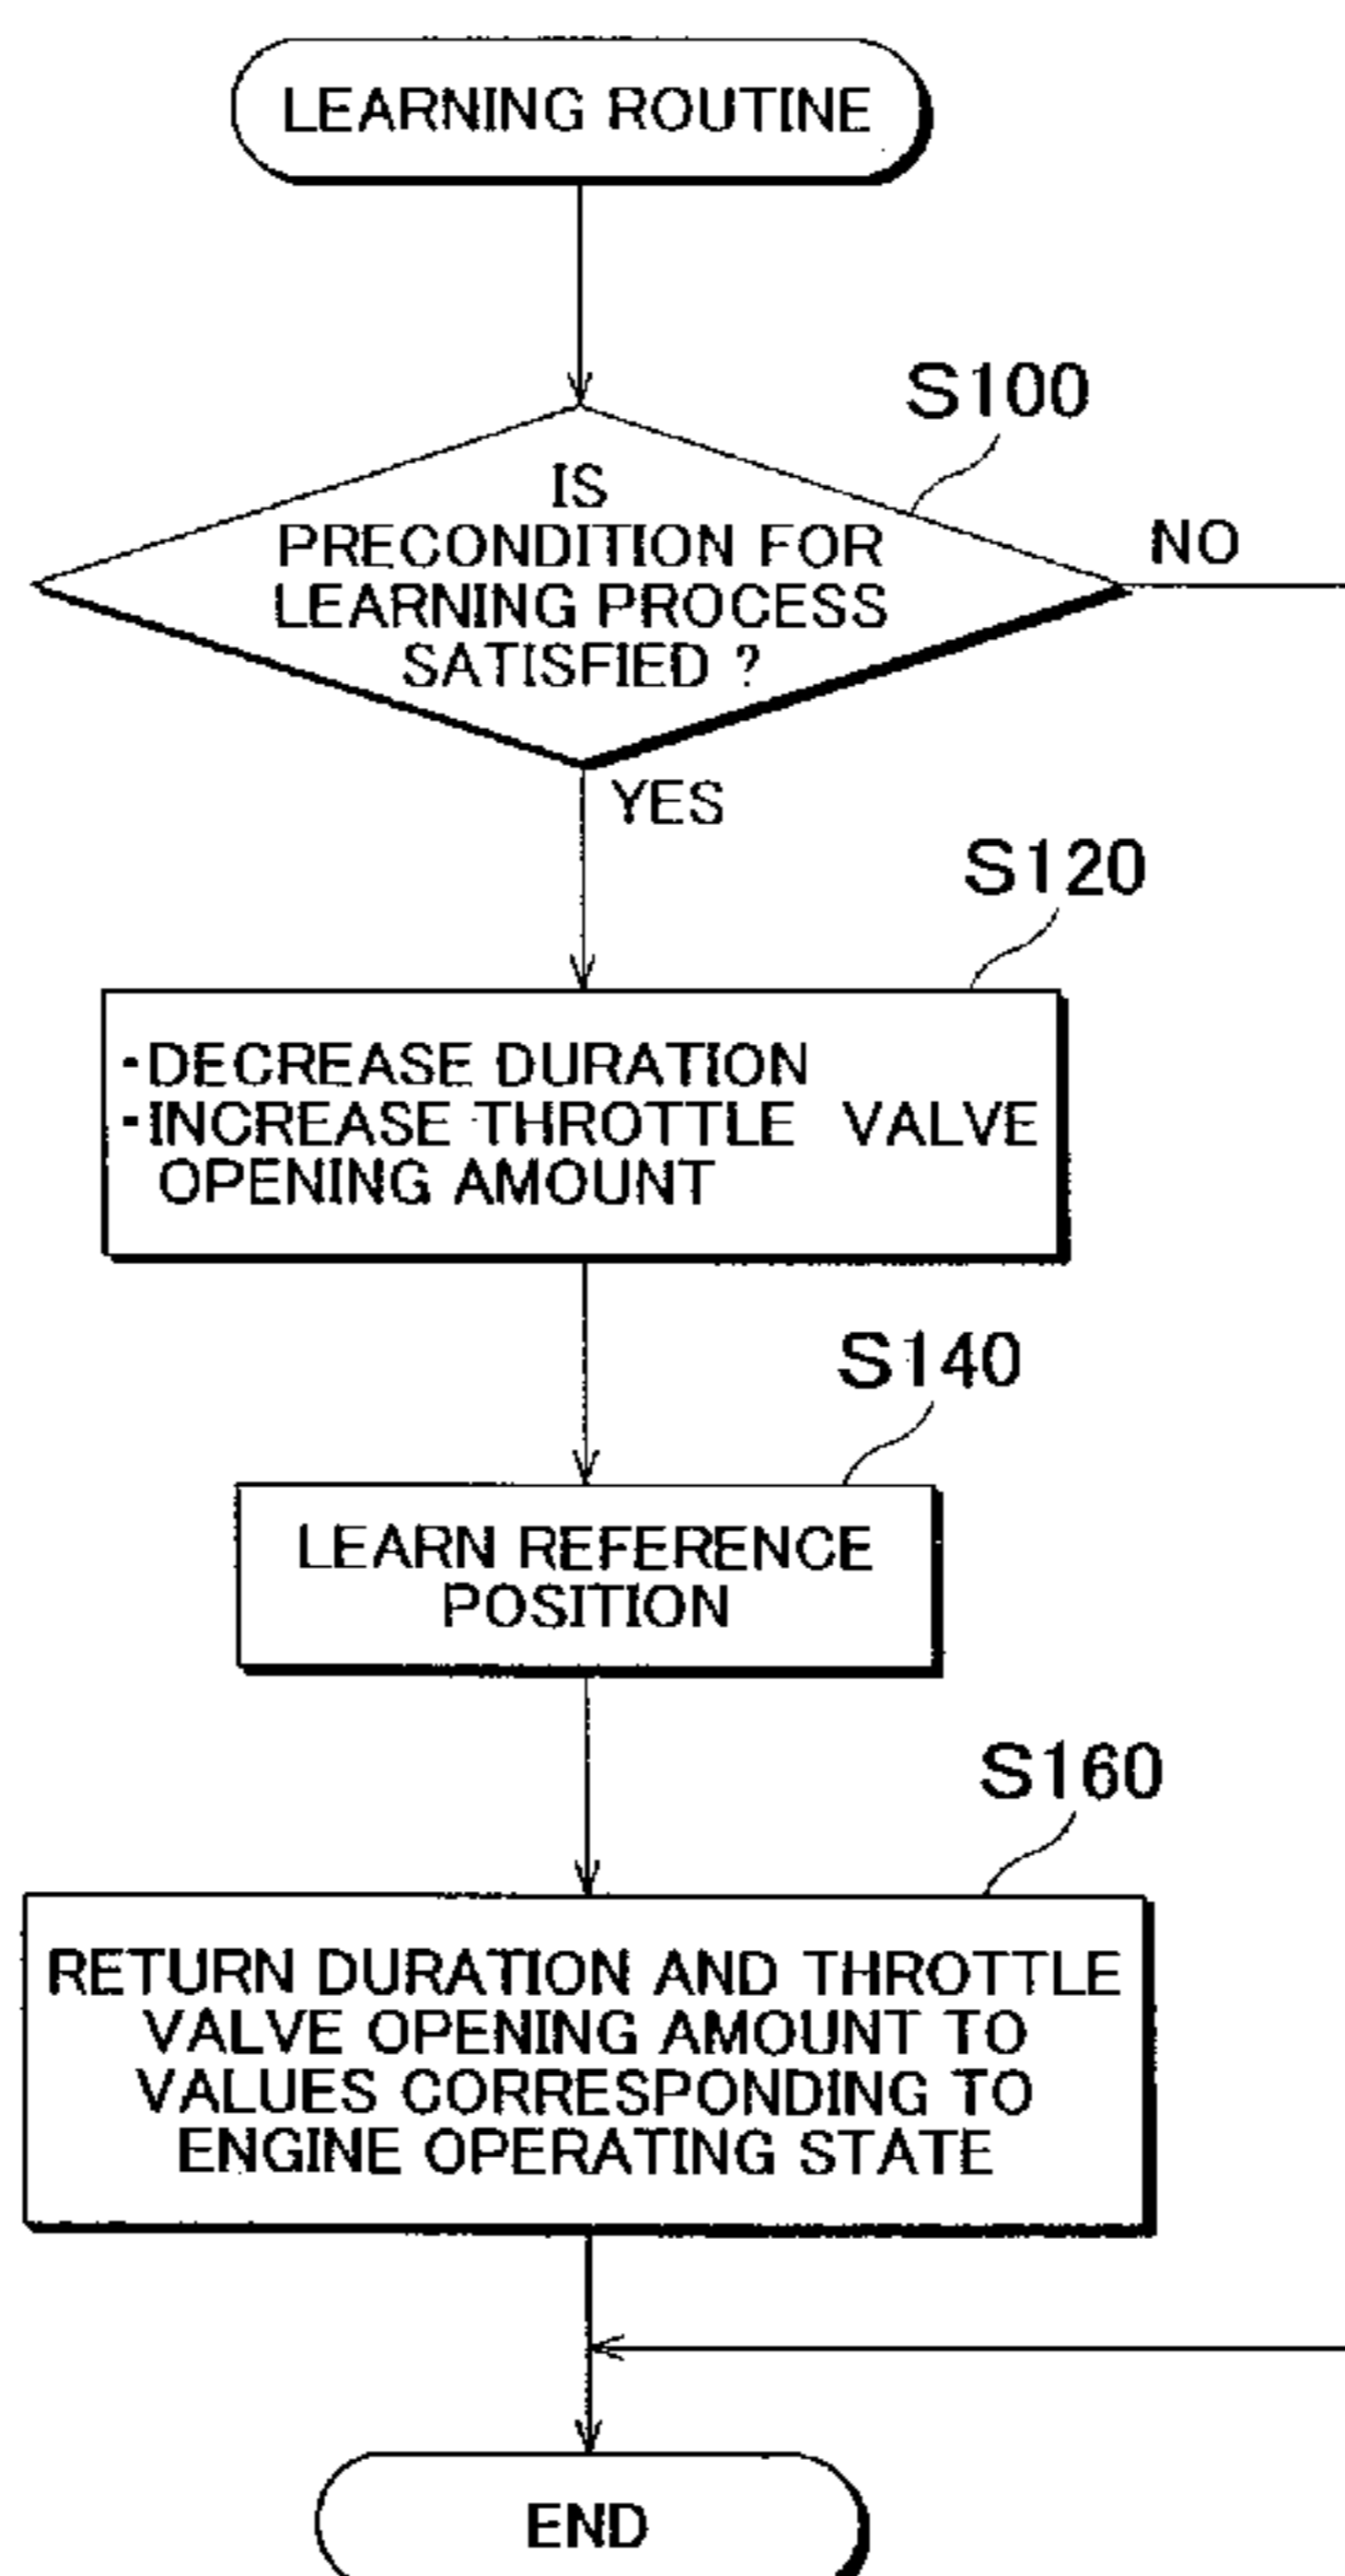 LEARNING ROUTINE
S100
IS
PRECONDITION FOR
LEARNING PROCESS
SATISFIED ?
NO
YES
S120
·DECREASE DURATION
·INCREASE THROTTLE VALVE
OPENING AMOUNT
S140
LEARN REFERENCE
POSITION
S160
RETURN DURATION AND THROTTLE
VALVE OPENING AMOUNT TO
VALUES CORRESPONDING TO
ENGINE OPERATING STATE
END